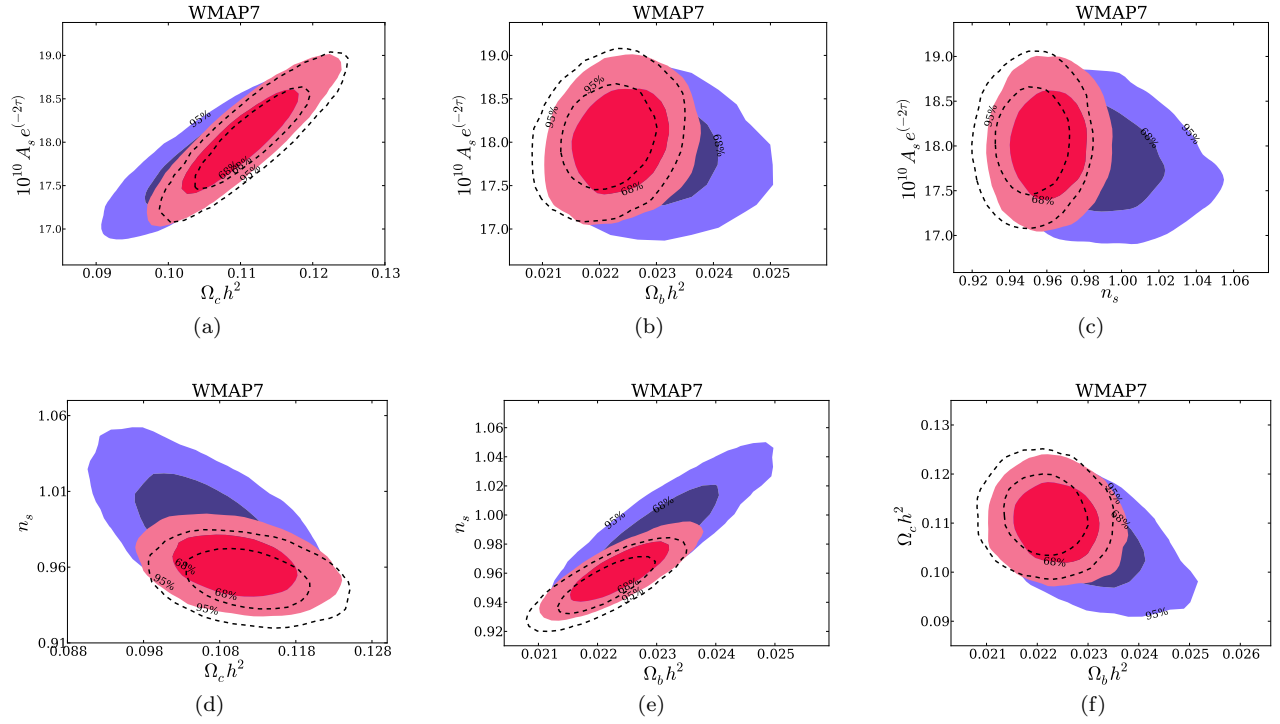 WMAP7
19.0
18.5
18.0
17.5
17.0
10^10 A_s e^(−2τ)
95%
68%
68%
95%
0.09 0.10 0.11 0.12 0.13
Ω_c h^2
(a)
WMAP7
19.0
18.5
18.0
17.5
17.0
10^10 A_s e^(−2τ)
95%
95%
68%
68%
0.021 0.022 0.023 0.024 0.025
Ω_b h^2
(b)
WMAP7
19.0
18.5
18.0
17.5
17.0
10^10 A_s e^(−2τ)
95%
68%
95%
68%
0.92 0.94 0.96 0.98 1.00 1.02 1.04 1.06
n_s
(c)
WMAP7
1.06
1.01
0.96
0.91
n_s
68%
95%
68%
95%
0.088 0.098 0.108 0.118 0.128
Ω_c h^2
(d)
WMAP7
1.06
1.04
1.02
1.00
0.98
0.96
0.94
0.92
n_s
95%
68%
68%
95%
0.021 0.022 0.023 0.024 0.025
Ω_b h^2
(e)
WMAP7
0.13
0.12
0.11
0.10
0.09
Ω_c h^2
95%
68%
68%
95%
0.021 0.022 0.023 0.024 0.025 0.026
Ω_b h^2
(f)